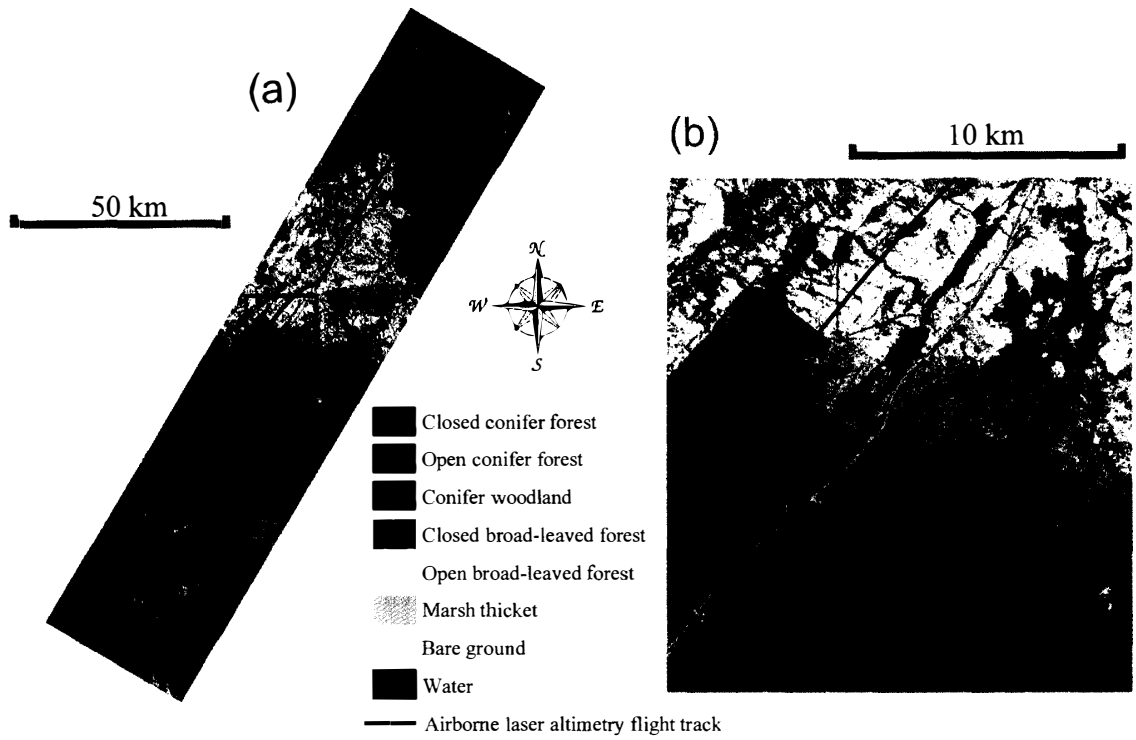 (a)
(b)
10 km
50 km
N
W E
S
Closed conifer forest
Open conifer forest
Conifer woodland
Closed broad-leaved forest
Open broad-leaved forest
Marsh thicket
Bare ground
Water
Airborne laser altimetry flight track